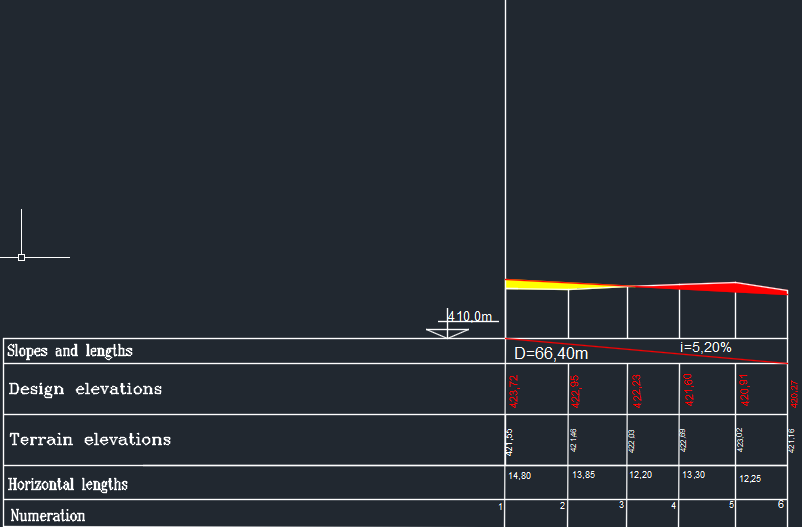 410,0m
Slopes and lengths D=66,40m i=5,20%
Design elevations 423,72 422,95 422,23 421,60 420,91 420,27
Terrain elevations 421,55 421,46 422,03 422,69 423,02 421,16
Horizontal lengths 14,80 13,85 12,20 13,30 12,25
Numeration 1 2 3 4 5 6